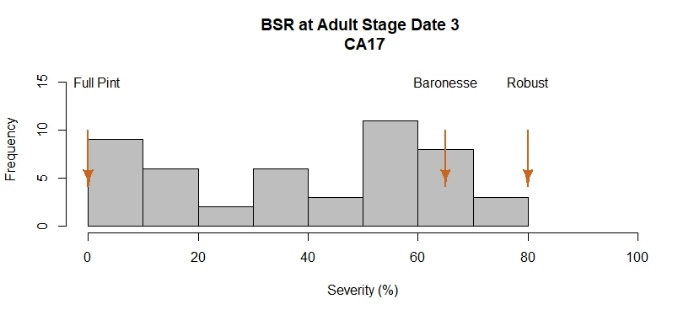 BSR at Adult Stage Date 3
CA17
Full Pint
Baronesse
Robust
Frequency
15
10
5
0
0 20 40 60 80 100
Severity (%)